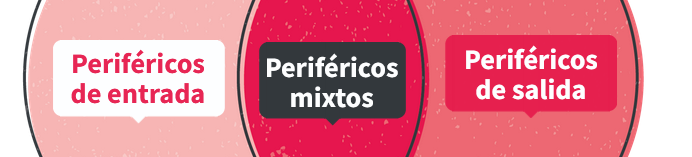 Periféricos
de entrada
Periféricos
mixtos
Periféricos
de salida